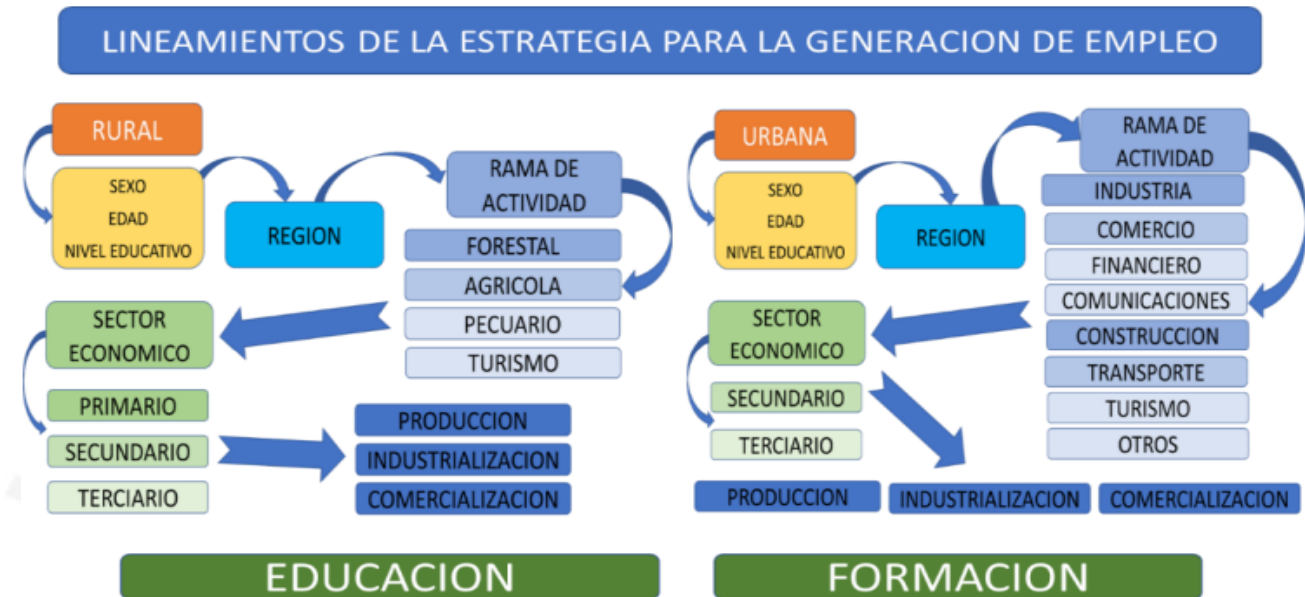 LINEAMIENTOS DE LA ESTRATEGIA PARA LA GENERACION DE EMPLEO
RURAL
SEXO
EDAD
NIVEL EDUCATIVO
REGION
RAMA DE
ACTIVIDAD
FORESTAL
AGRICOLA
PECUARIO
TURISMO
SECTOR
ECONOMICO
PRIMARIO
SECUNDARIO
TERCIARIO
PRODUCCION
INDUSTRIALIZACION
COMERCIALIZACION
EDUCACION
URBANA
SEXO
EDAD
NIVEL EDUCATIVO
REGION
RAMA DE
ACTIVIDAD
INDUSTRIA
COMERCIO
FINANCIERO
COMUNICACIONES
CONSTRUCCION
TRANSPORTE
TURISMO
OTROS
SECTOR
ECONOMICO
SECUNDARIO
TERCIARIO
PRODUCCION
INDUSTRIALIZACION
COMERCIALIZACION
FORMACION